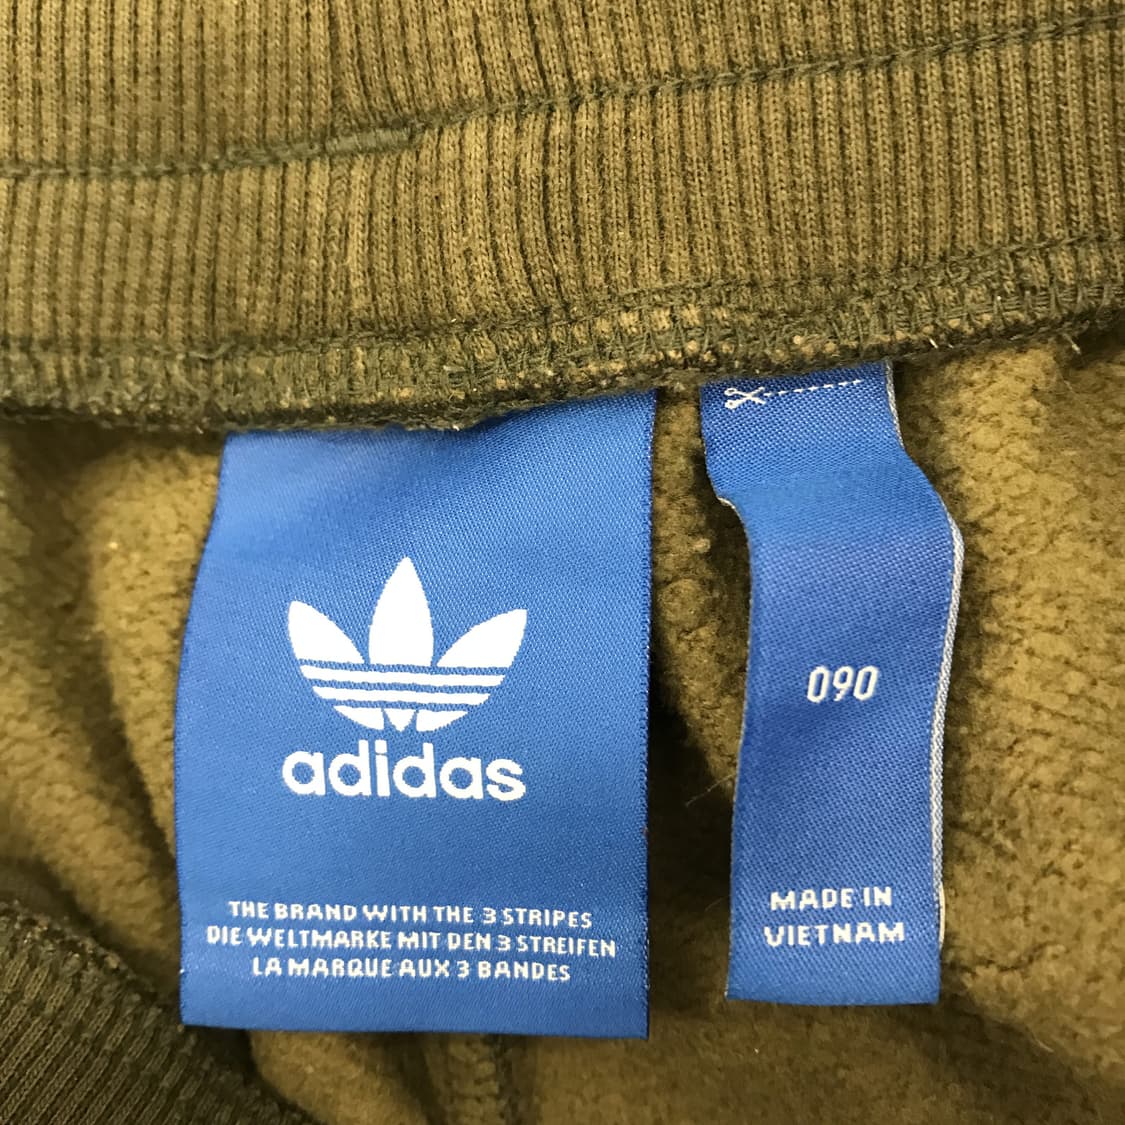 adidas
THE BRAND WITH THE 3 STRIPES
DIE WELTMARKE MIT DEN 3 STREIFEN
LA MARQUE AUX 3 BANDES
090
MADE IN
VIETNAM